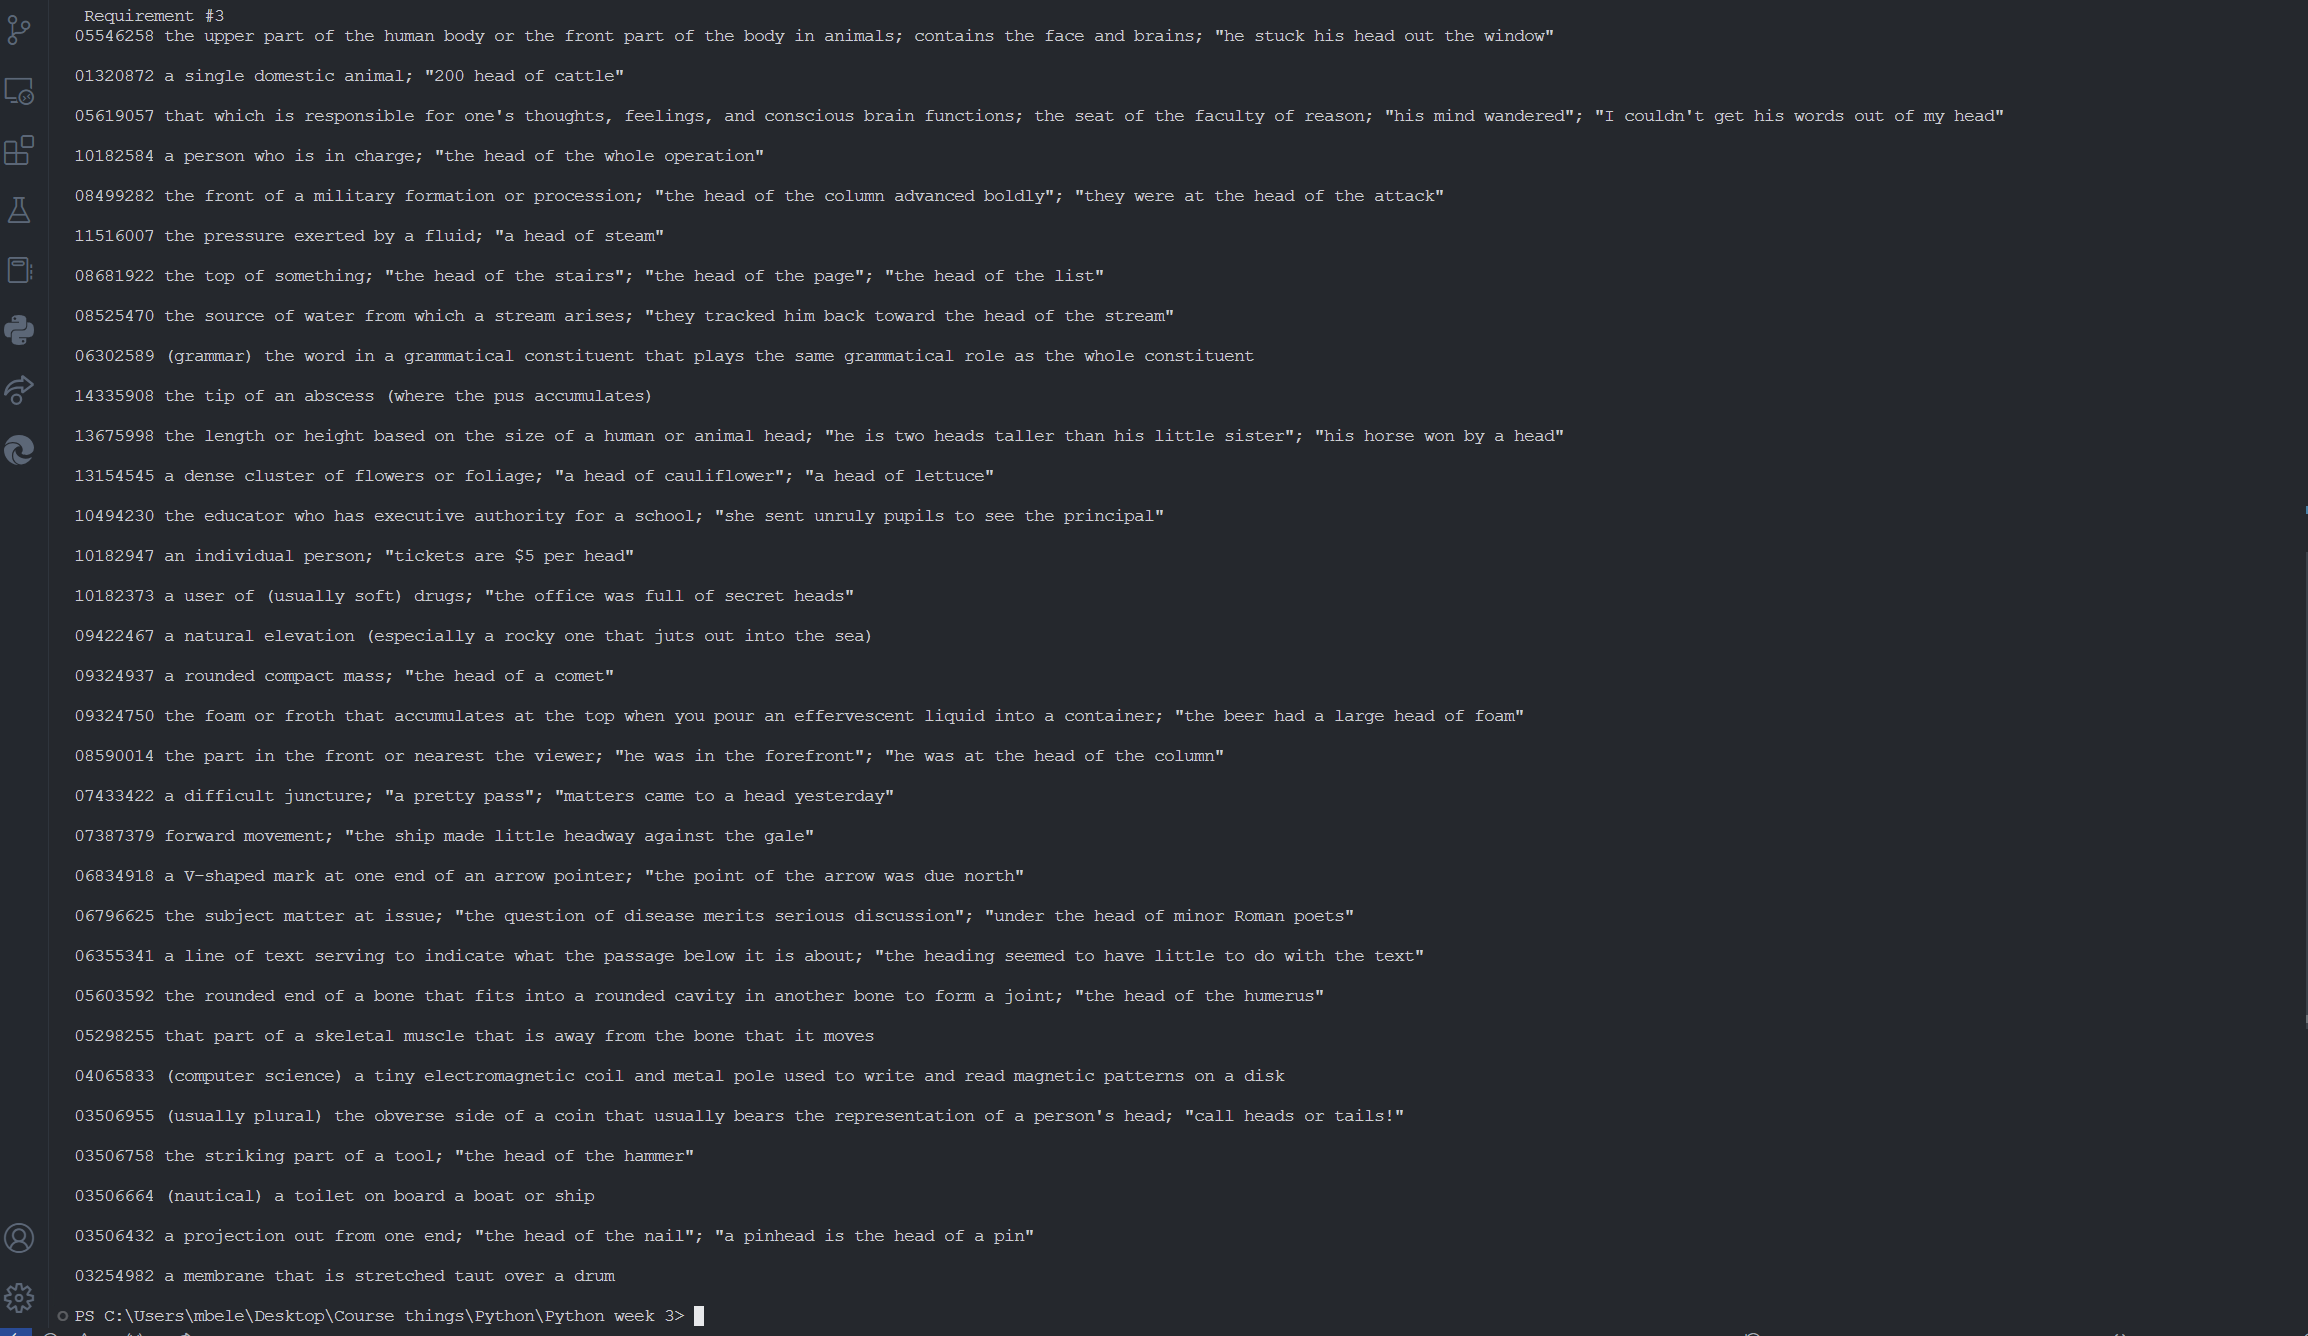 Requirement #3
05546258 the upper part of the human body or the front part of the body in animals; contains the face and brains; "he stuck his head out the window"
01320872 a single domestic animal; "200 head of cattle"
05619057 that which is responsible for one's thoughts, feelings, and conscious brain functions; the seat of the faculty of reason; "his mind wandered"; "I couldn't get his words out of my head"
10182584 a person who is in charge; "the head of the whole operation"
08499282 the front of a military formation or procession; "the head of the column advanced boldly"; "they were at the head of the attack"
11516007 the pressure exerted by a fluid; "a head of steam"
08681922 the top of something; "the head of the stairs"; "the head of the page"; "the head of the list"
08525470 the source of water from which a stream arises; "they tracked him back toward the head of the stream"
06302589 (grammar) the word in a grammatical constituent that plays the same grammatical role as the whole constituent
14335908 the tip of an abscess (where the pus accumulates)
13675998 the length or height based on the size of a human or animal head; "he is two heads taller than his little sister"; "his horse won by a head"
13154545 a dense cluster of flowers or foliage; "a head of cauliflower"; "a head of lettuce"
10494230 the educator who has executive authority for a school; "she sent unruly pupils to see the principal"
10182947 an individual person; "tickets are $5 per head"
10182373 a user of (usually soft) drugs; "the office was full of secret heads"
09422467 a natural elevation (especially a rocky one that juts out into the sea)
09324937 a rounded compact mass; "the head of a comet"
09324750 the foam or froth that accumulates at the top when you pour an effervescent liquid into a container; "the beer had a large head of foam"
08590014 the part in the front or nearest the viewer; "he was in the forefront"; "he was at the head of the column"
07433422 a difficult juncture; "a pretty pass"; "matters came to a head yesterday"
07387379 forward movement; "the ship made little headway against the gale"
06834918 a V-shaped mark at one end of an arrow pointer; "the point of the arrow was due north"
06796625 the subject matter at issue; "the question of disease merits serious discussion"; "under the head of minor Roman poets"
06355341 a line of text serving to indicate what the passage below it is about; "the heading seemed to have little to do with the text"
05603592 the rounded end of a bone that fits into a rounded cavity in another bone to form a joint; "the head of the humerus"
05298255 that part of a skeletal muscle that is away from the bone that it moves
04065833 (computer science) a tiny electromagnetic coil and metal pole used to write and read magnetic patterns on a disk
03506955 (usually plural) the obverse side of a coin that usually bears the representation of a person's head; "call heads or tails!"
03506758 the striking part of a tool; "the head of the hammer"
03506664 (nautical) a toilet on board a boat or ship
03506432 a projection out from one end; "the head of the nail"; "a pinhead is the head of a pin"
03254982 a membrane that is stretched taut over a drum
PS C:\Users\mbele\Desktop\Course things\Python\Python week 3>